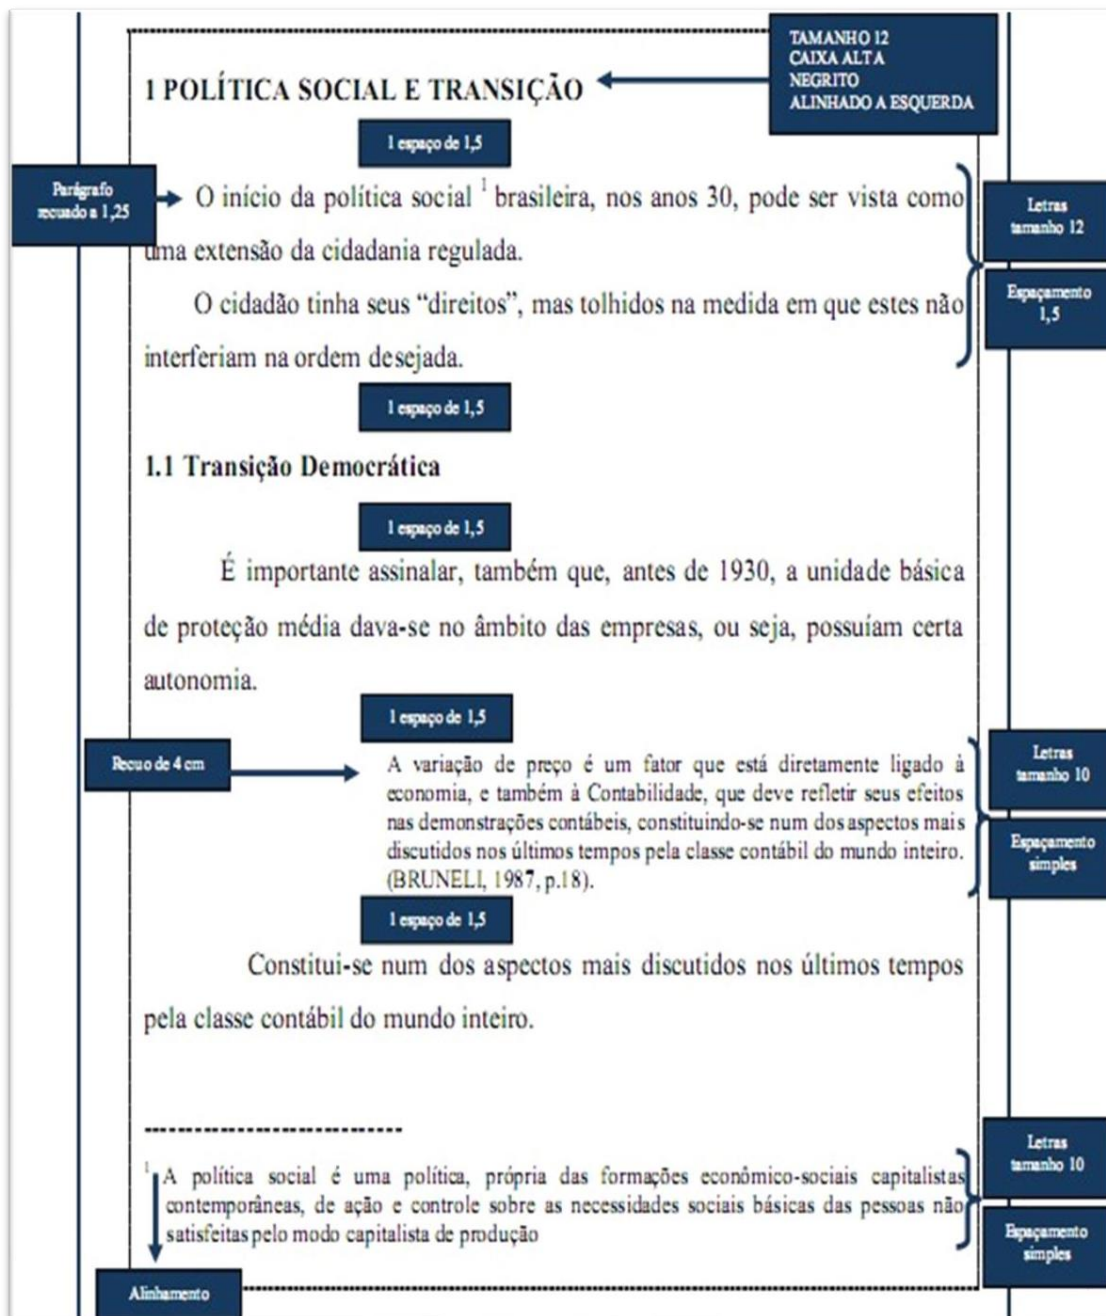 TAMANHO 12
CAIXA ALTA
NEGRITO
ALINHADO A ESQUERDA
1 POLÍTICA SOCIAL E TRANSIÇÃO
1 espaço de 1,5
Parágrafo
recuado a 1,25
O início da política social ¹ brasileira, nos anos 30, pode ser vista como
uma extensão da cidadania regulada.
Letras
tamanho 12
O cidadão tinha seus “direitos”, mas tolhidos na medida em que estes não
interferiam na ordem desejada.
Espaçamento
1,5
1 espaço de 1,5
1.1 Transição Democrática
1 espaço de 1,5
É importante assinalar, também que, antes de 1930, a unidade básica
de proteção média dava-se no âmbito das empresas, ou seja, possuíam certa
autonomia.
1 espaço de 1,5
Recuo de 4 cm
A variação de preço é um fator que está diretamente ligado à
economia, e também à Contabilidade, que deve refletir seus efeitos
nas demonstrações contábeis, constituindo-se num dos aspectos mais
discutidos nos últimos tempos pela classe contábil do mundo inteiro.
(BRUNELI, 1987, p.18).
Letras
tamanho 10
Espaçamento
simples
1 espaço de 1,5
Constitui-se num dos aspectos mais discutidos nos últimos tempos
pela classe contábil do mundo inteiro.
-----------------------------
¹ A política social é uma política, própria das formações econômico-sociais capitalistas
contemporâneas, de ação e controle sobre as necessidades sociais básicas das pessoas não
satisfeitas pelo modo capitalista de produção
Letras
tamanho 10
Espaçamento
simples
Alinhamento